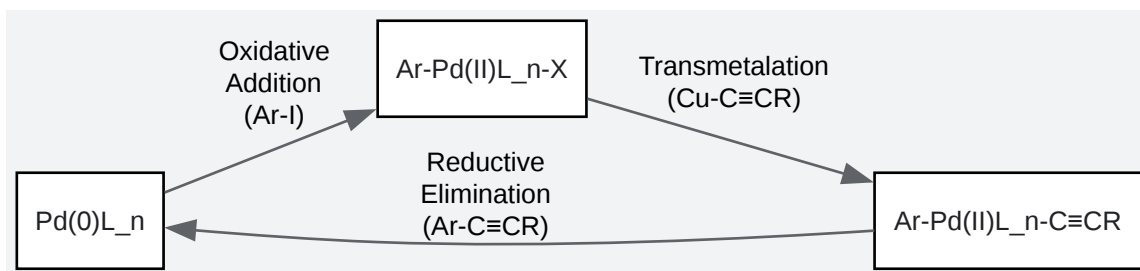 Oxidative
Addition
(Ar-I)
Ar-Pd(II)L_n-X
Transmetalation
(Cu-C≡CR)
Pd(0)L_n
Reductive
Elimination
(Ar-C≡CR)
Ar-Pd(II)L_n-C≡CR